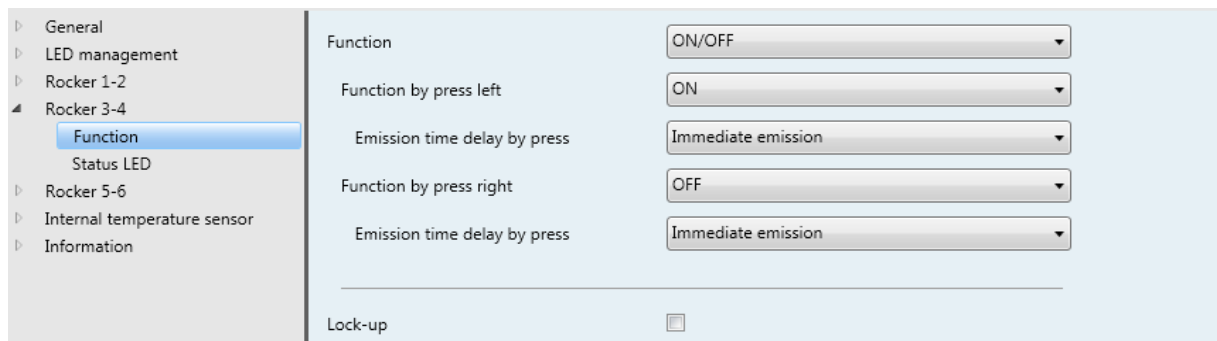 General
LED management
Rocker 1-2
Rocker 3-4
Function
Status LED
Rocker 5-6
Internal temperature sensor
Information
Function ON/OFF
Function by press left ON
Emission time delay by press Immediate emission
Function by press right OFF
Emission time delay by press Immediate emission
Lock-up